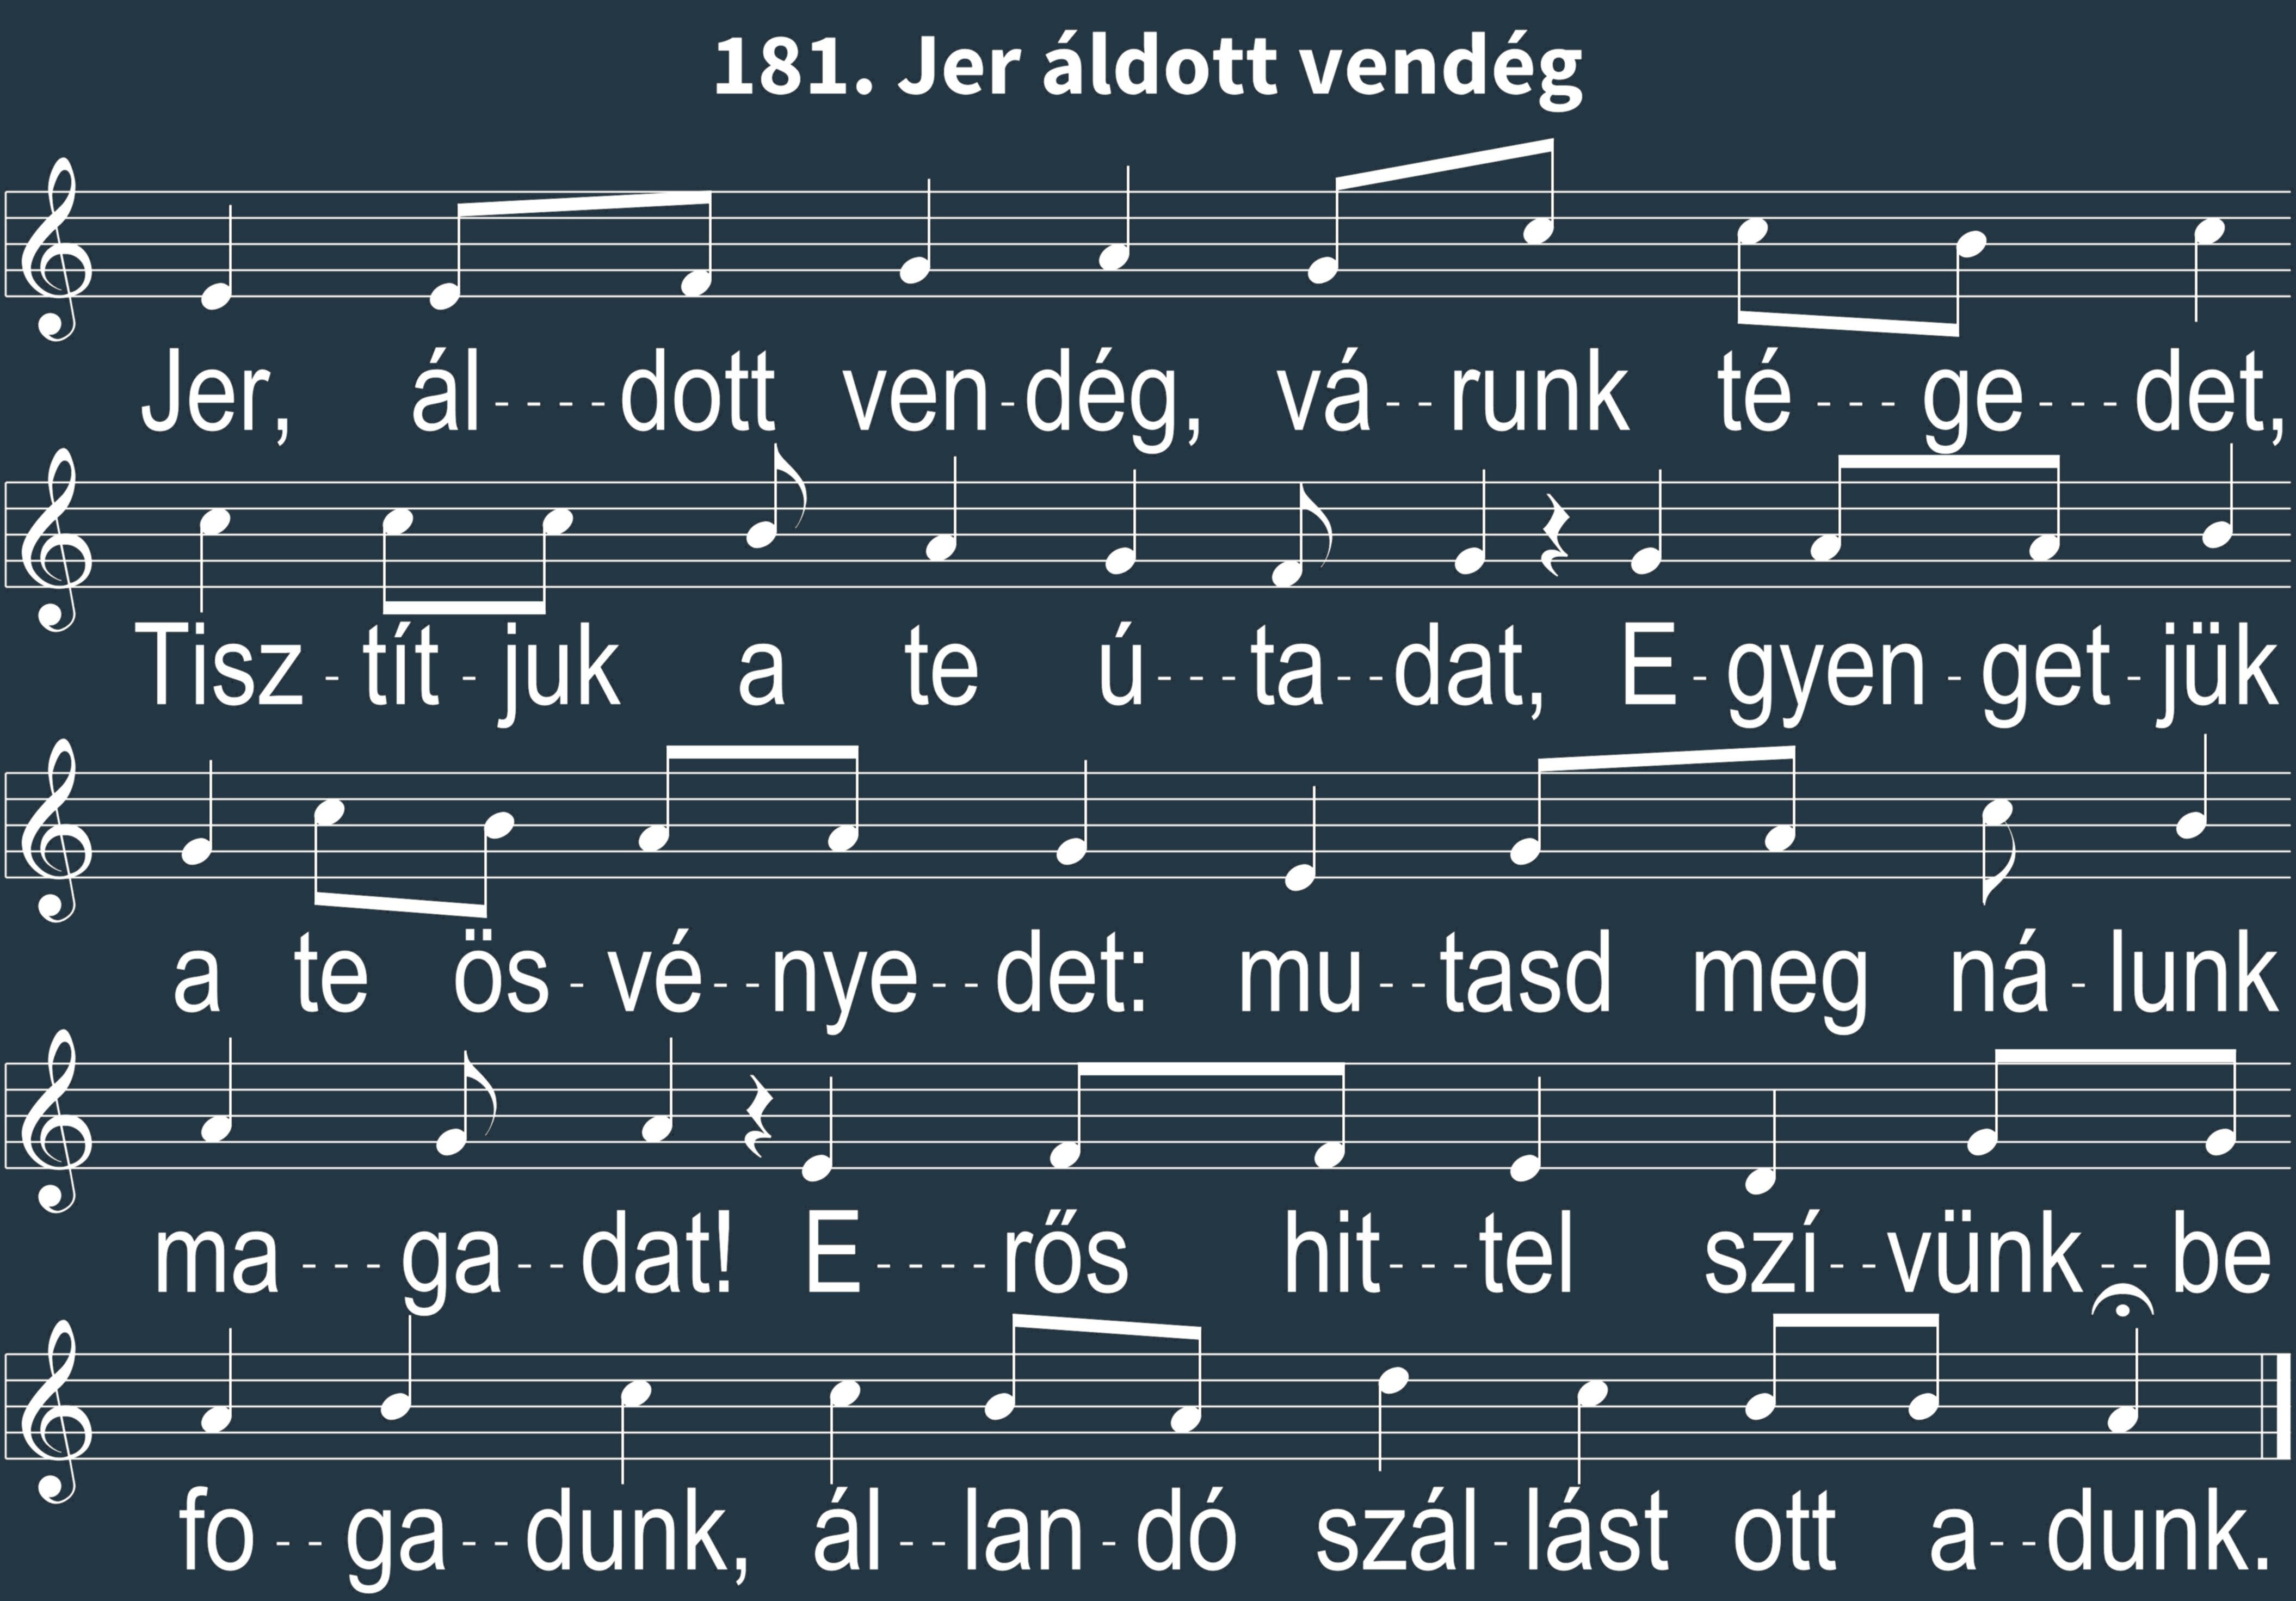 181. Jer áldott vendég
Jer, ál----dott ven-dég, vá--runk té---ge---det,
Tisz-tít-juk a te ú---ta--dat, E-gyen-get-jük
a te ös-vé--nye--det: mu--tasd meg ná-lunk
ma---ga--dat! E----rős hit---tel szí--vünk--be
fo--ga--dunk, ál--lan-dó szál-lást ott a--dunk.